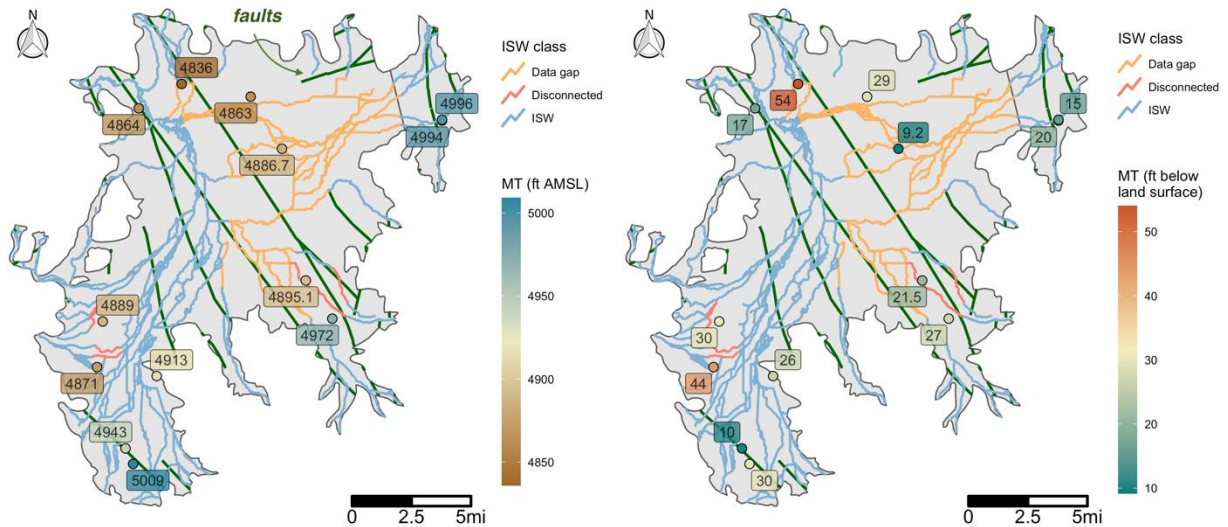 N
faults
4836
4863
4864
4886.7
4996
4994
4895.1
4972
4889
4871
4913
4943
5009
ISW class
Data gap
Disconnected
ISW
MT (ft AMSL)
5000
4950
4900
4850
0 2.5 5mi
N
54
29
17
9.2
15
20
21.5
27
30
44
26
10
30
ISW class
Data gap
Disconnected
ISW
MT (ft below
land surface)
50
40
30
20
10
0 2.5 5mi